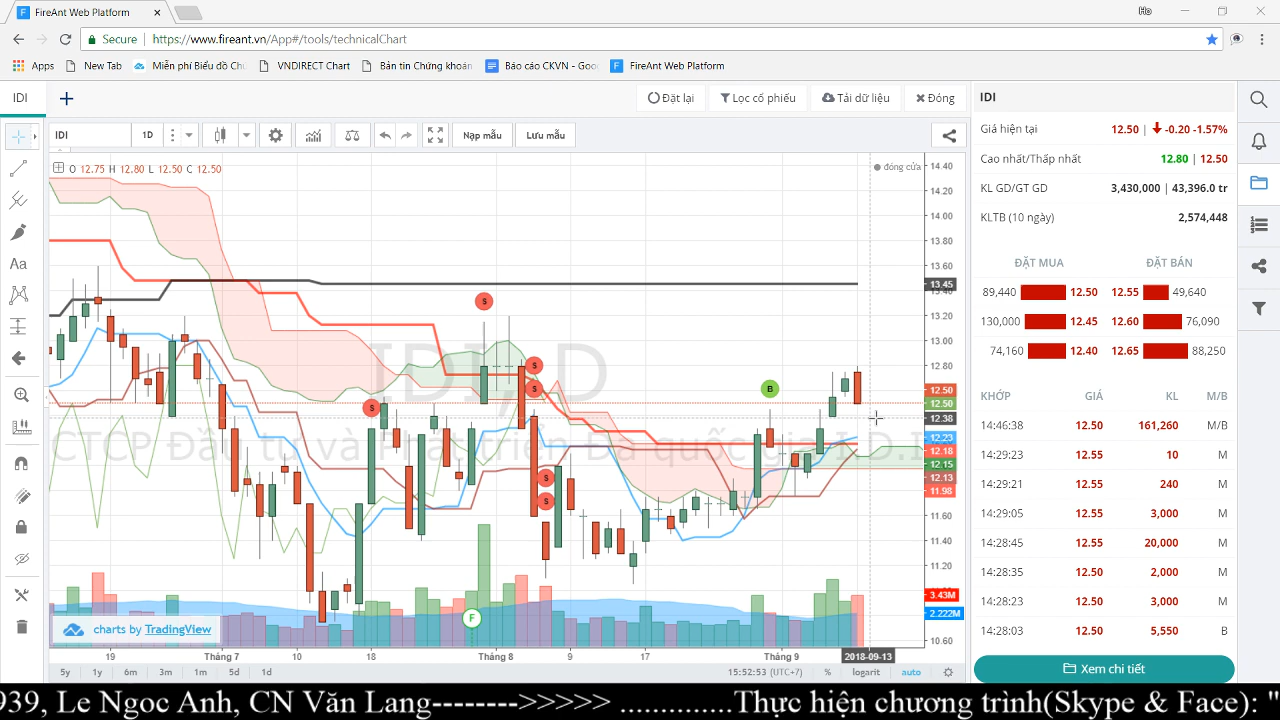 FireAnt Web Platform
Secure https://www.fireant.vn/App#/tools/technicalChart
Apps New Tab Miễn phí Biểu đồ Chu VNDIRECT Chart Bản tin Chứng khoán Báo cáo CKVN - Goo FireAnt Web Platform
IDI Đặt lại Lọc cổ phiếu Tải dữ liệu Đóng
IDI 1D Nạp mẫu Lưu mẫu
O 12.75 H 12.80 L 12.50 C 12.50
đóng cửa
IDI, D
CTCP Đầu tư và Phát triển Đa quốc gia I.D.I
14.40
14.20
14.00
13.80
13.60
13.45
13.40
13.20
13.00
12.80
12.50
12.50
12.38
12.23
12.18
12.15
12.13
11.98
11.60
11.40
11.20
3.43M
2.222M
10.60
S
S
S
S
S
S
B
F
Aa
charts by TradingView
19 Tháng 7 10 18 Tháng 8 9 17 Tháng 9 2018-09-13
5y 1y 6m 3m 1m 5d 1d 15:52:53 (UTC+7) % logarit auto
IDI
Giá hiện tại 12.50 | -0.20 -1.57%
Cao nhất/Thấp nhất 12.80 | 12.50
KL GD/GT GD 3,430,000 | 43,396.0 tr
KLTB (10 ngày) 2,574,448
ĐẶT MUA ĐẶT BÁN
89,440 12.50 12.55 49,640
130,000 12.45 12.60 76,090
74,160 12.40 12.65 88,250
KHỚP GIÁ KL M/B
14:46:38 12.50 161,260 M/B
14:29:23 12.55 10 M
14:29:21 12.55 240 M
14:29:05 12.55 3,000 M
14:28:45 12.55 20,000 M
14:28:35 12.50 2,000 M
14:28:23 12.50 3,000 M
14:28:03 12.50 5,550 B
Xem chi tiết
939, Le Ngoc Anh, CN Văn Lang-------->>>>> ..............Thực hiện chương trình(Skype & Face): "